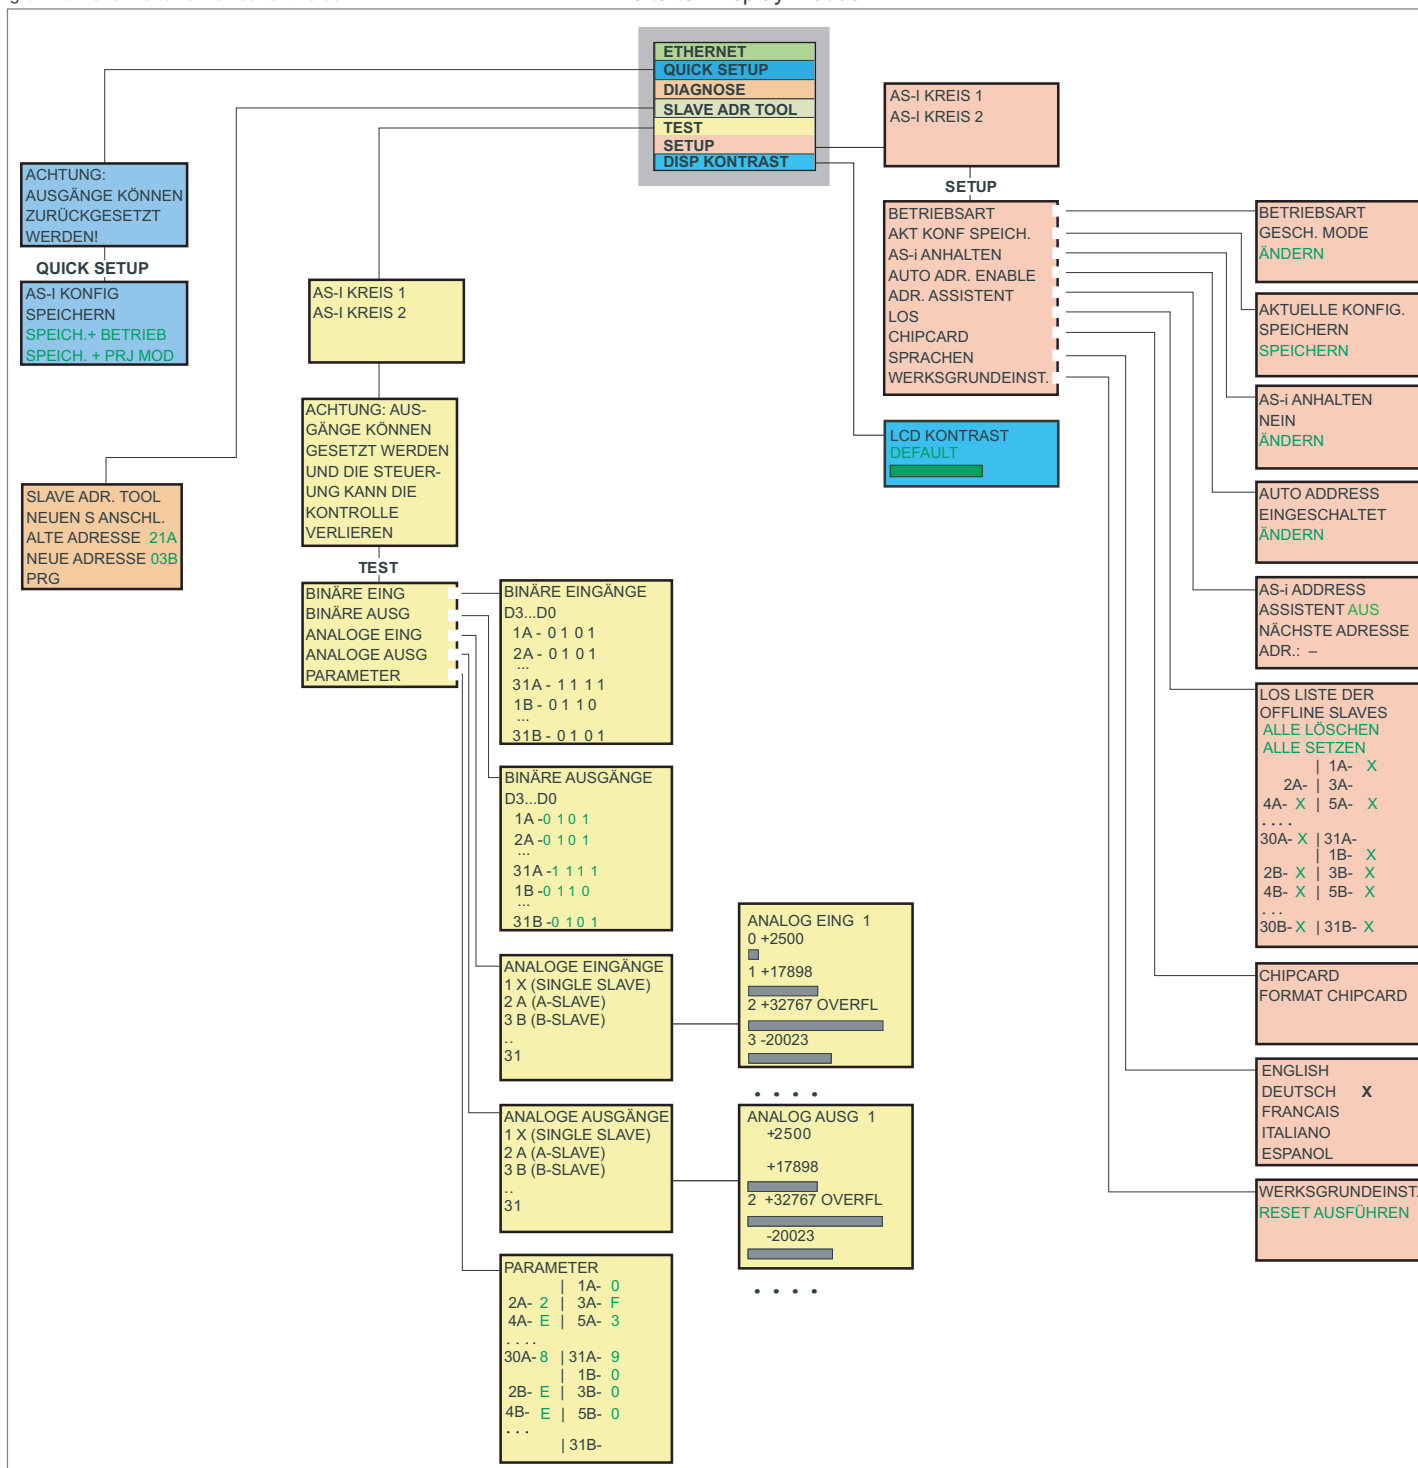 ETHERNET
QUICK SETUP
DIAGNOSE
SLAVE ADR TOOL
TEST
SETUP
DISP KONTRAST
ACHTUNG:
AUSGÄNGE KÖNNEN
ZURÜCKGESETZT
WERDEN!
QUICK SETUP
AS-I KONFIG
SPEICHERN
SPEICH.+ BETRIEB
SPEICH. + PRJ MOD
SLAVE ADR. TOOL
NEUEN S ANSCHL.
ALTE ADRESSE 21A
NEUE ADRESSE 03B
PRG
AS-I KREIS 1
AS-I KREIS 2
ACHTUNG: AUS-
GÄNGE KÖNNEN
GESETZT WERDEN
UND DIE STEUER-
UNG KANN DIE
KONTROLLE
VERLIEREN
TEST
BINÄRE EING
BINÄRE AUSG
ANALOGE EING
ANALOGE AUSG
PARAMETER
BINÄRE EINGÄNGE
D3...D0
1A - 0 1 0 1
2A - 0 1 0 1
...
31A - 1 1 1 1
1B - 0 1 1 0
...
31B - 0 1 0 1
BINÄRE AUSGÄNGE
D3...D0
1A -0 1 0 1
2A -0 1 0 1
...
31A -1 1 1 1
1B -0 1 1 0
...
31B -0 1 0 1
ANALOGE EINGÄNGE
1 X (SINGLE SLAVE)
2 A (A-SLAVE)
3 B (B-SLAVE)
..
31
ANALOG EING 1
0 +2500
1 +17898
2 +32767 OVERFL
3 -20023
. . . .
ANALOGE AUSGÄNGE
1 X (SINGLE SLAVE)
2 A (A-SLAVE)
3 B (B-SLAVE)
..
31
ANALOG AUSG 1
+2500
+17898
2 +32767 OVERFL
-20023
. . . .
PARAMETER
| 1A- 0
2A- 2 | 3A- F
4A- E | 5A- 3
. . . .
30A- 8 | 31A- 9
| 1B- 0
2B- E | 3B- 0
4B- E | 5B- 0
. . .
| 31B-
AS-I KREIS 1
AS-I KREIS 2
SETUP
BETRIEBSART
AKT KONF SPEICH.
AS-i ANHALTEN
AUTO ADR. ENABLE
ADR. ASSISTENT
LOS
CHIPCARD
SPRACHEN
WERKSGRUNDEINST.
LCD KONTRAST
DEFAULT
BETRIEBSART
GESCH. MODE
ÄNDERN
AKTUELLE KONFIG.
SPEICHERN
SPEICHERN
AS-i ANHALTEN
NEIN
ÄNDERN
AUTO ADDRESS
EINGESCHALTET
ÄNDERN
AS-i ADDRESS
ASSISTENT AUS
NÄCHSTE ADRESSE
ADR.: –
LOS LISTE DER
OFFLINE SLAVES
ALLE LÖSCHEN
ALLE SETZEN
| 1A- X
2A- | 3A-
4A- X | 5A- X
. . . .
30A- X | 31A-
| 1B- X
2B- X | 3B- X
4B- X | 5B- X
. . .
30B- X | 31B- X
CHIPCARD
FORMAT CHIPCARD
ENGLISH
DEUTSCH X
FRANCAIS
ITALIANO
ESPANOL
WERKSGRUNDEINST.
RESET AUSFÜHREN